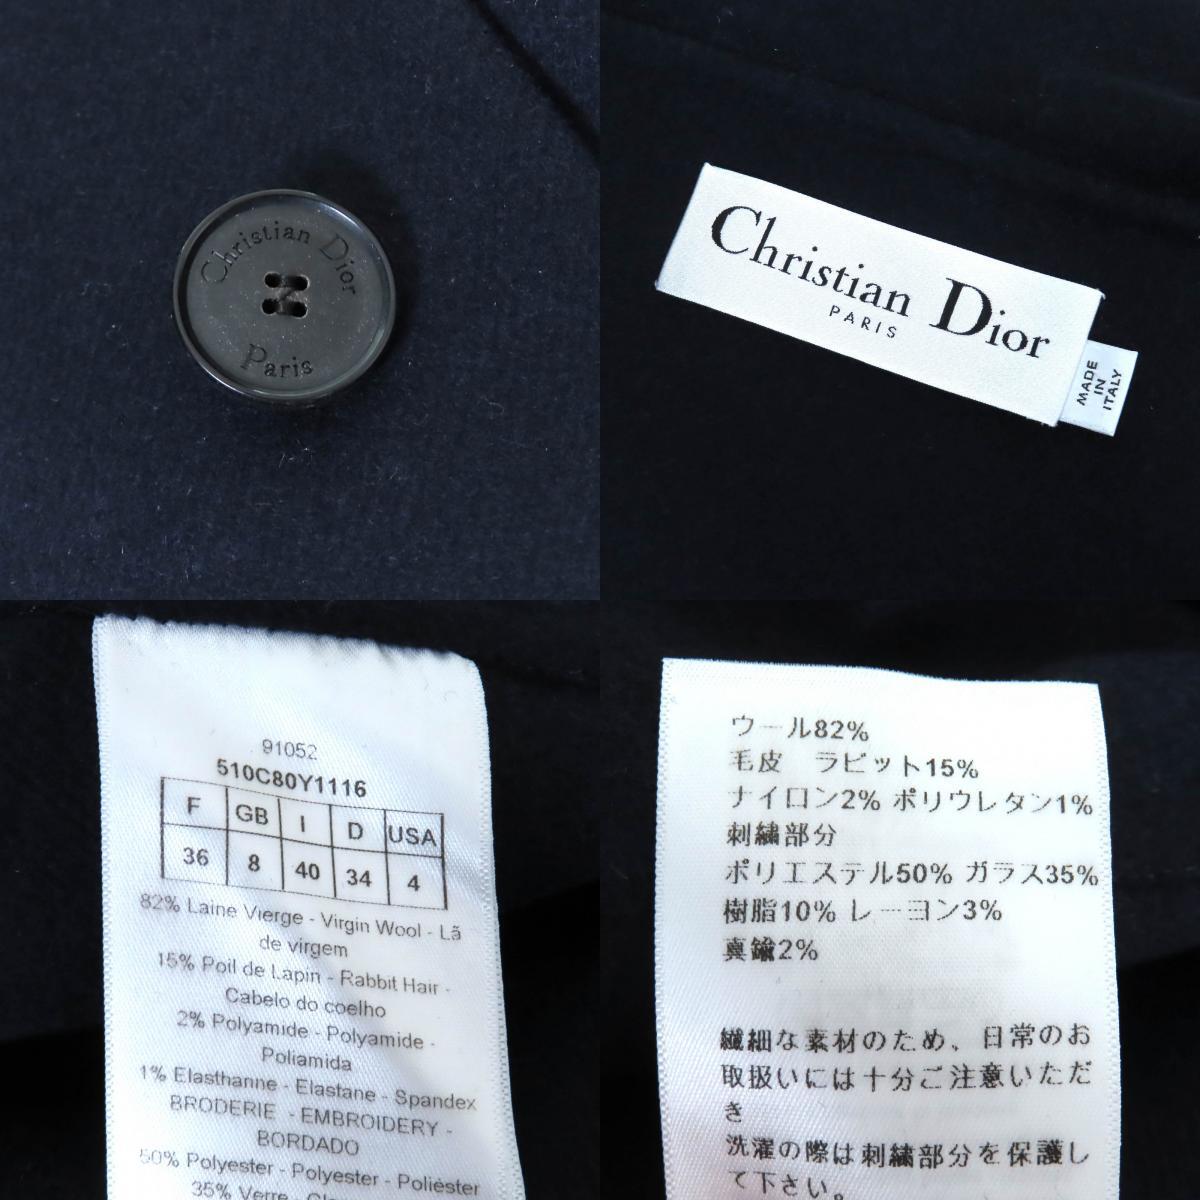 Christian Dior
Paris
Christian Dior
PARIS
MADE
IN
ITALY
91052
510C80Y1116
F GB I D USA
36 8 40 34 4
82% Laine Vierge - Virgin Wool - Lã
de virgem
15% Poil de Lapin - Rabbit Hair -
Cabelo do coelho
2% Polyamide - Polyamide -
Poliamida
1% Elasthanne - Elastane - Spandex
BRODERIE - EMBROIDERY -
BORDADO
50% Polyester - Polyester - Poliéster
35% Verre -
ウール82%
毛皮 ラビット15%
ナイロン2% ポリウレタン1%
刺繍部分
ポリエステル50% ガラス35%
樹脂10% レーヨン3%
真鍮2%
繊細な素材のため、日常のお
取扱いには十分ご注意いただ
き
洗濯の際は刺繍部分を保護し
て下さい。